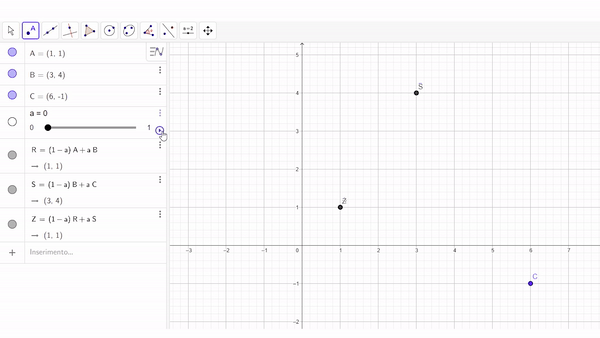 A = (1, 1)
B = (3, 4)
C = (6, -1)
a = 0
0 1
R = (1 − a) A + a B
→ (1, 1)
S = (1 − a) B + a C
→ (3, 4)
Z = (1 − a) R + a S
→ (1, 1)
Inserimento...
5
S
4
3
2
Z
1
−3 −2 −1 0 1 2 3 4 5 6 7
C
−1
−2